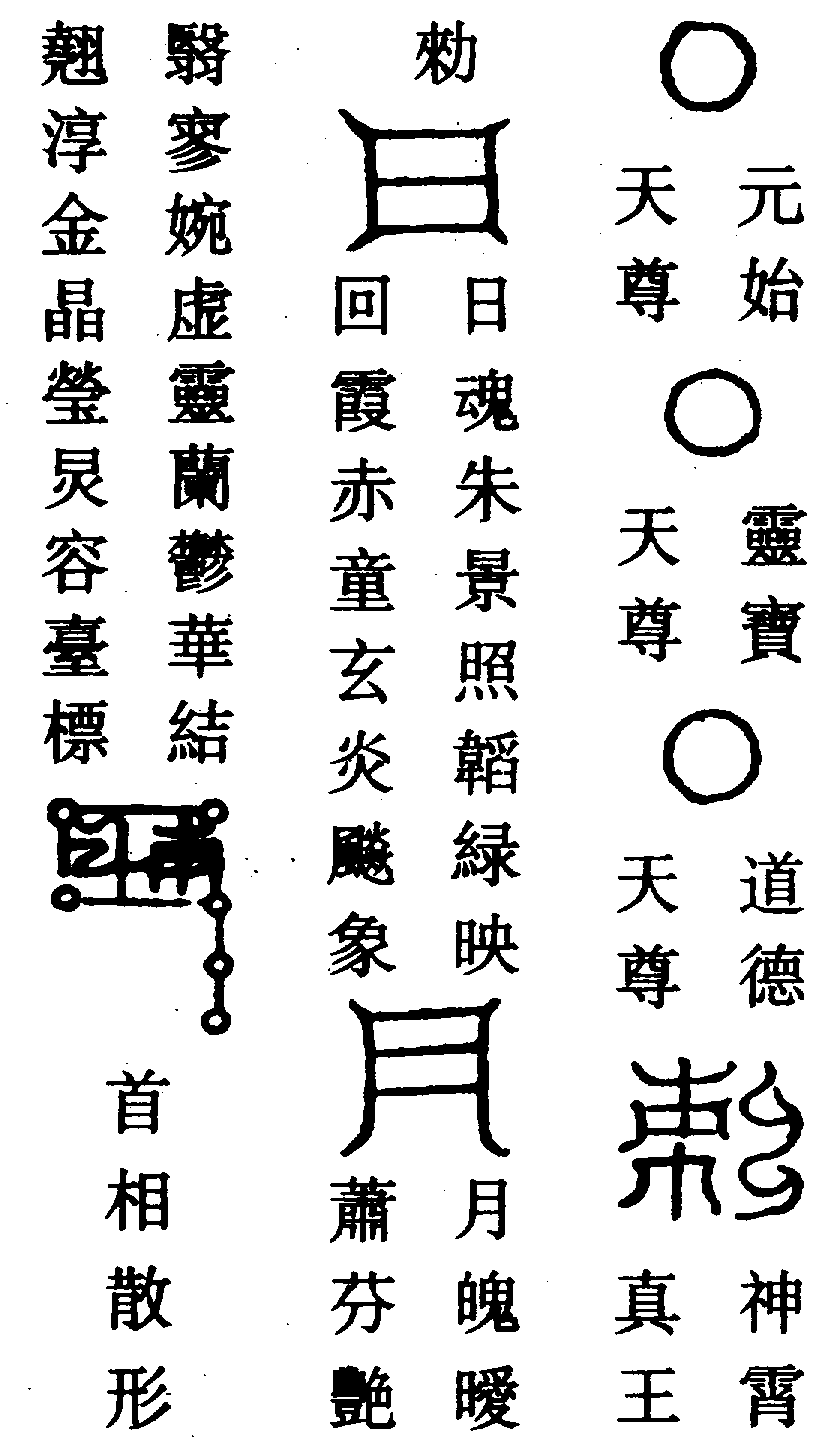 元始
天尊
靈寶
天尊
道德
天尊
神霄
真王
勑
日魂朱景照韜緑映
回霞赤童玄炎飈象
月魄曖
蕭芬艷
翳寥婉虚靈蘭鬱華結
翹淳金晶瑩炅容臺標
首相散形